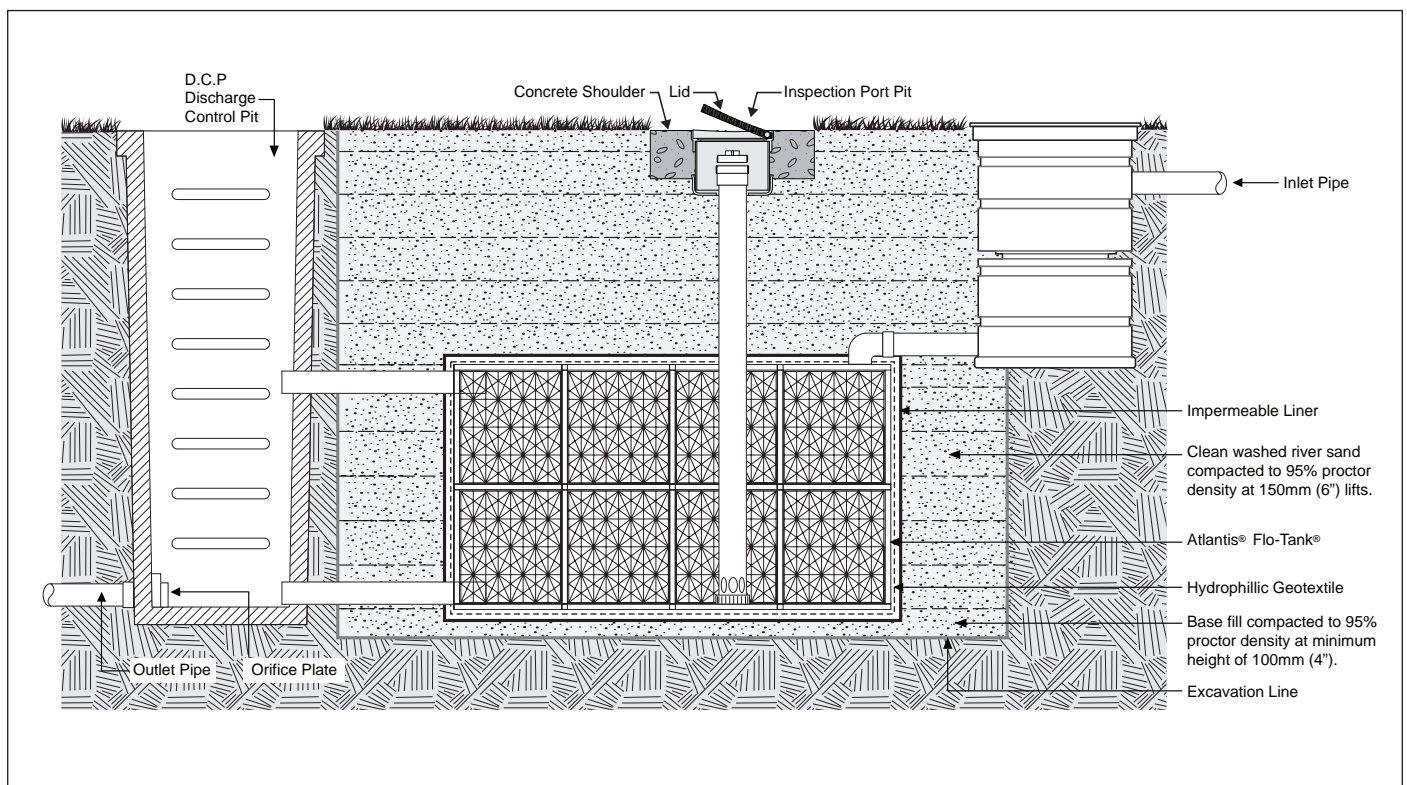 D.C.P
Discharge
Control Pit
Concrete Shoulder
Lid
Inspection Port Pit
Inlet Pipe
Impermeable Liner
Clean washed river sand
compacted to 95% proctor
density at 150mm (6”) lifts.
Atlantis® Flo-Tank®
Hydrophillic Geotextile
Base fill compacted to 95%
proctor density at minimum
height of 100mm (4”).
Excavation Line
Outlet Pipe
Orifice Plate